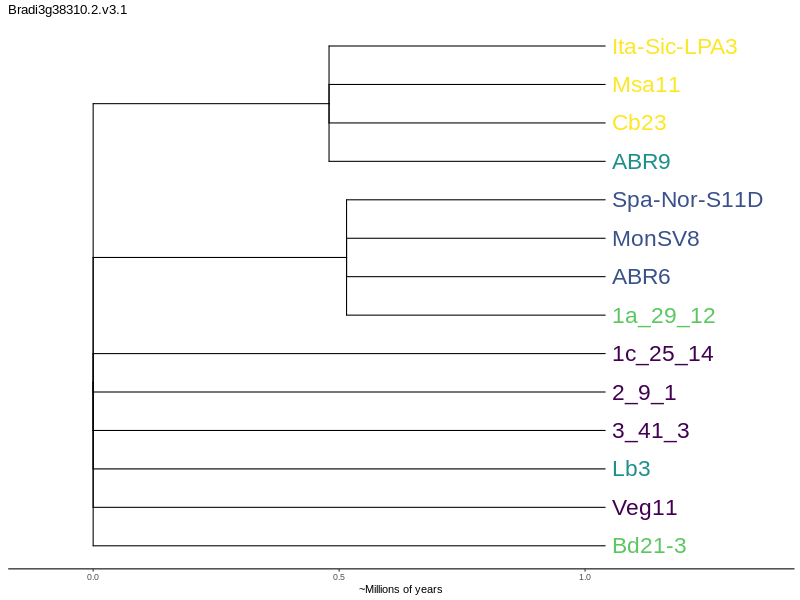 Bradi3g38310.2.v3.1
Ita-Sic-LPA3
Msa11
Cb23
ABR9
Spa-Nor-S11D
MonSV8
ABR6
1a_29_12
1c_25_14
2_9_1
3_41_3
Lb3
Veg11
Bd21-3
0.0 0.5 1.0
~Millions of years